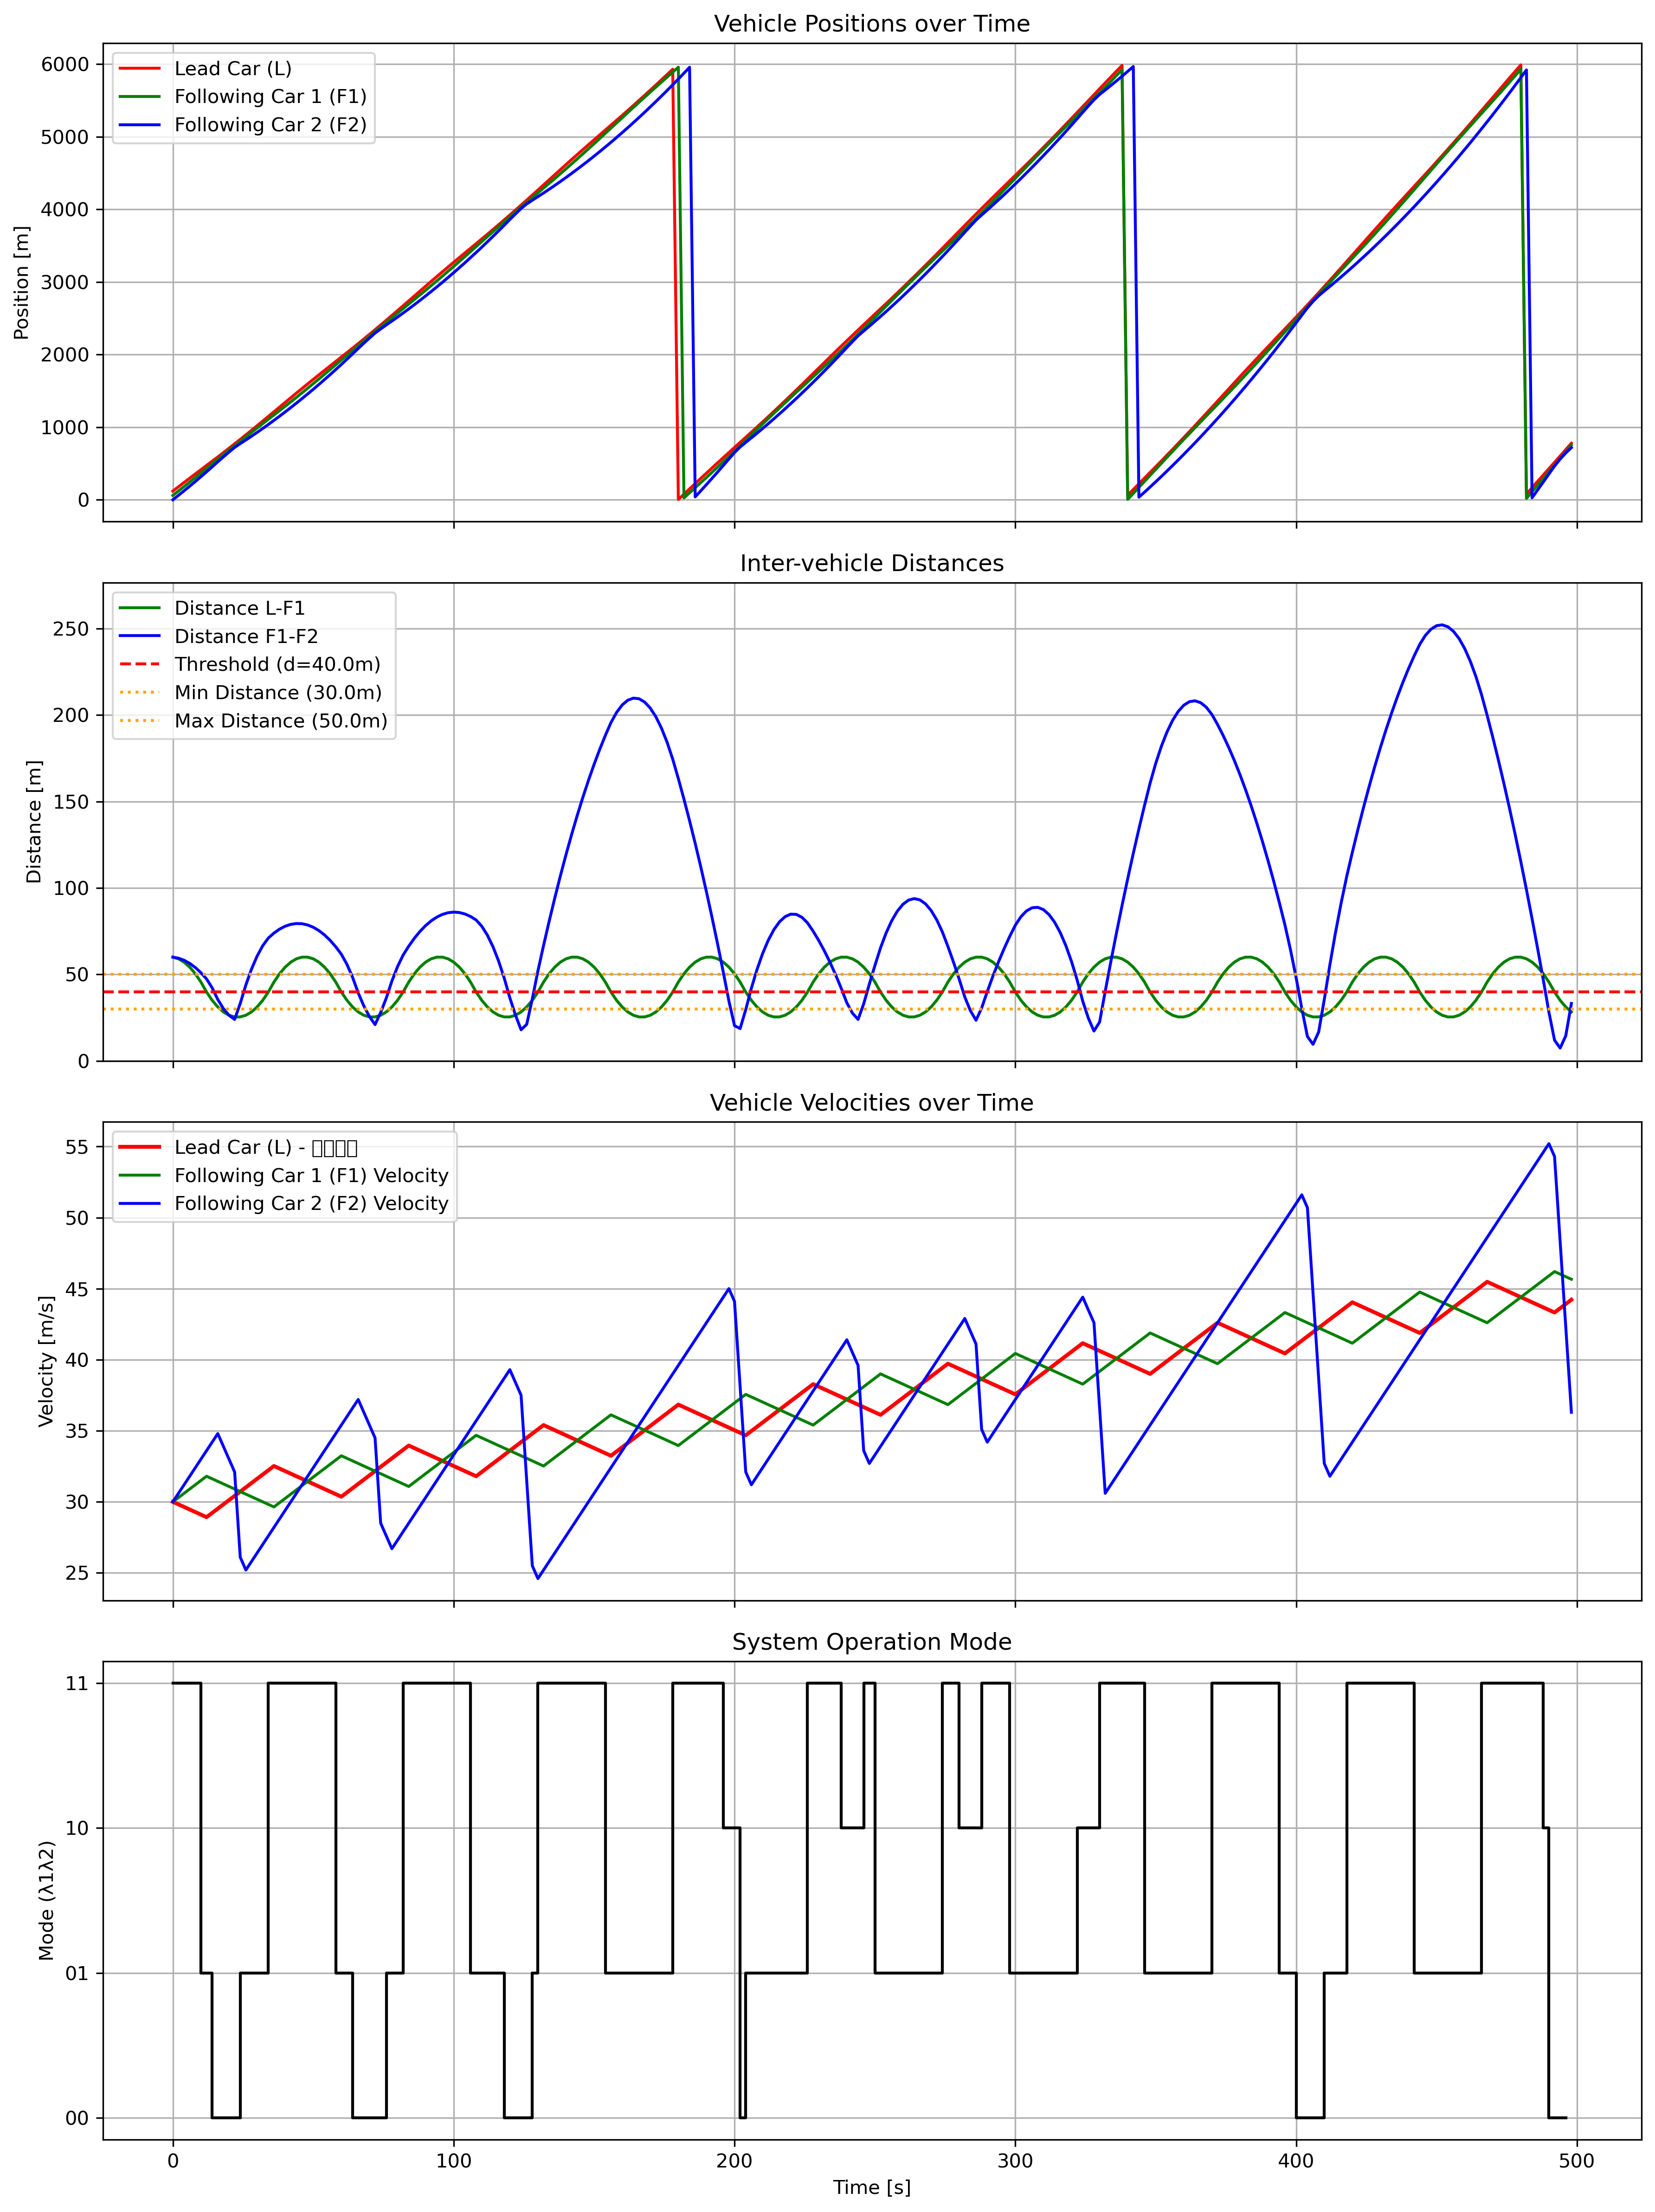 Vehicle Positions over Time
Lead Car (L)
Following Car 1 (F1)
Following Car 2 (F2)
Position [m]
6000
5000
4000
3000
2000
1000
0
Inter-vehicle Distances
Distance L-F1
Distance F1-F2
Threshold (d=40.0m)
Min Distance (30.0m)
Max Distance (50.0m)
Distance [m]
250
200
150
100
50
0
Vehicle Velocities over Time
Lead Car (L) -
Following Car 1 (F1) Velocity
Following Car 2 (F2) Velocity
Velocity [m/s]
55
50
45
40
35
30
25
System Operation Mode
Mode (λ1λ2)
11
10
01
00
0 100 200 300 400 500
Time [s]